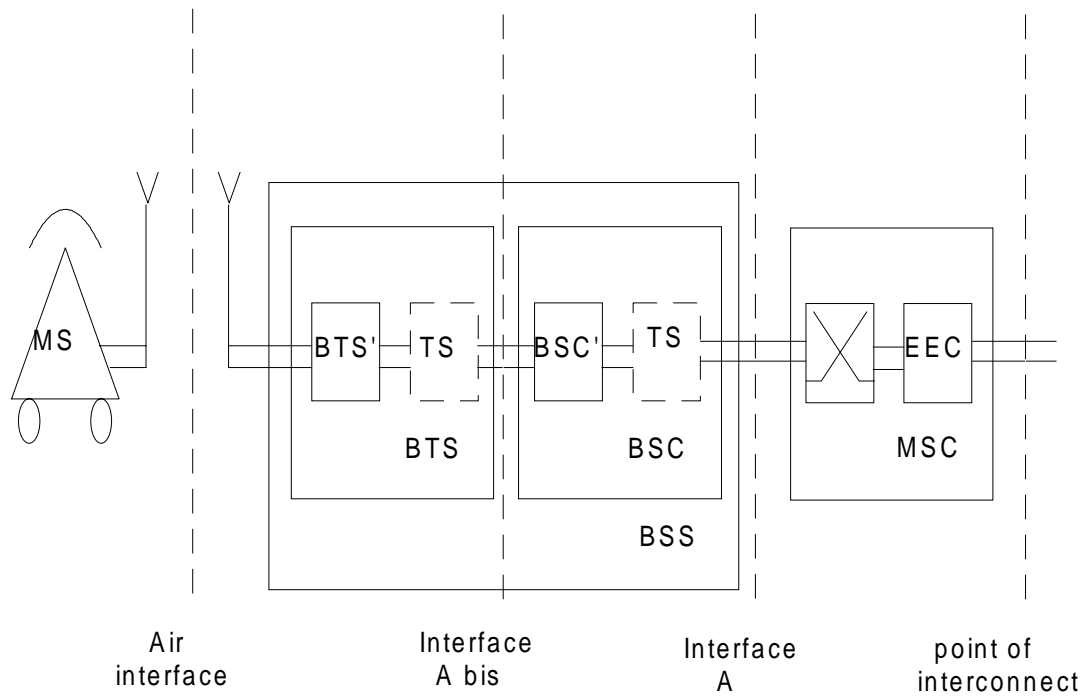 MS
BTS'
TS
BSC'
TS
EEC
BTS
BSC
MSC
BSS
Air
interface
Interface
A bis
Interface
A
point of
interconnect